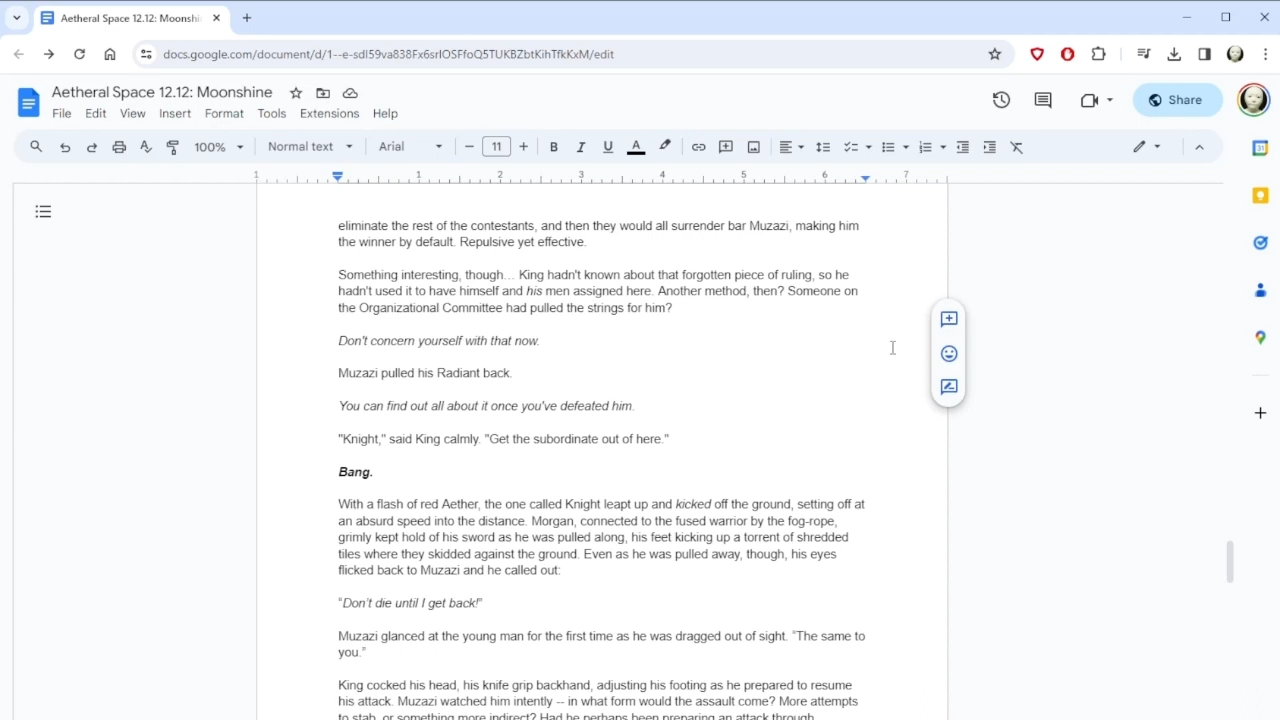 Aetheral Space 12.12: Moonshi
docs.google.com/document/d/1--e-sdl59va838Fx6srIOSFfoQ5TUKBZbtKihTfkKxM/edit
Aetheral Space 12.12: Moonshine
Share
File Edit View Insert Format Tools Extensions Help
100% Normal text Arial 11
1 1 2 3 4 5 6 7
eliminate the rest of the contestants, and then they would all surrender bar Muzazi, making him
the winner by default. Repulsive yet effective.
Something interesting, though... King hadn't known about that forgotten piece of ruling, so he
hadn't used it to have himself and his men assigned here. Another method, then? Someone on
the Organizational Committee had pulled the strings for him?
Don't concern yourself with that now.
Muzazi pulled his Radiant back.
You can find out all about it once you've defeated him.
"Knight," said King calmly. "Get the subordinate out of here."
Bang.
With a flash of red Aether, the one called Knight leapt up and kicked off the ground, setting off at
an absurd speed into the distance. Morgan, connected to the fused warrior by the fog-rope,
grimly kept hold of his sword as he was pulled along, his feet kicking up a torrent of shredded
tiles where they skidded against the ground. Even as he was pulled away, though, his eyes
flicked back to Muzazi and he called out:
“Don’t die until I get back!”
Muzazi glanced at the young man for the first time as he was dragged out of sight. “The same to
you.”
King cocked his head, his knife grip backhand, adjusting his footing as he prepared to resume
his attack. Muzazi watched him intently -- in what form would the assault come? More attempts
to stab, or something more indirect? Had he perhaps been preparing an attack through